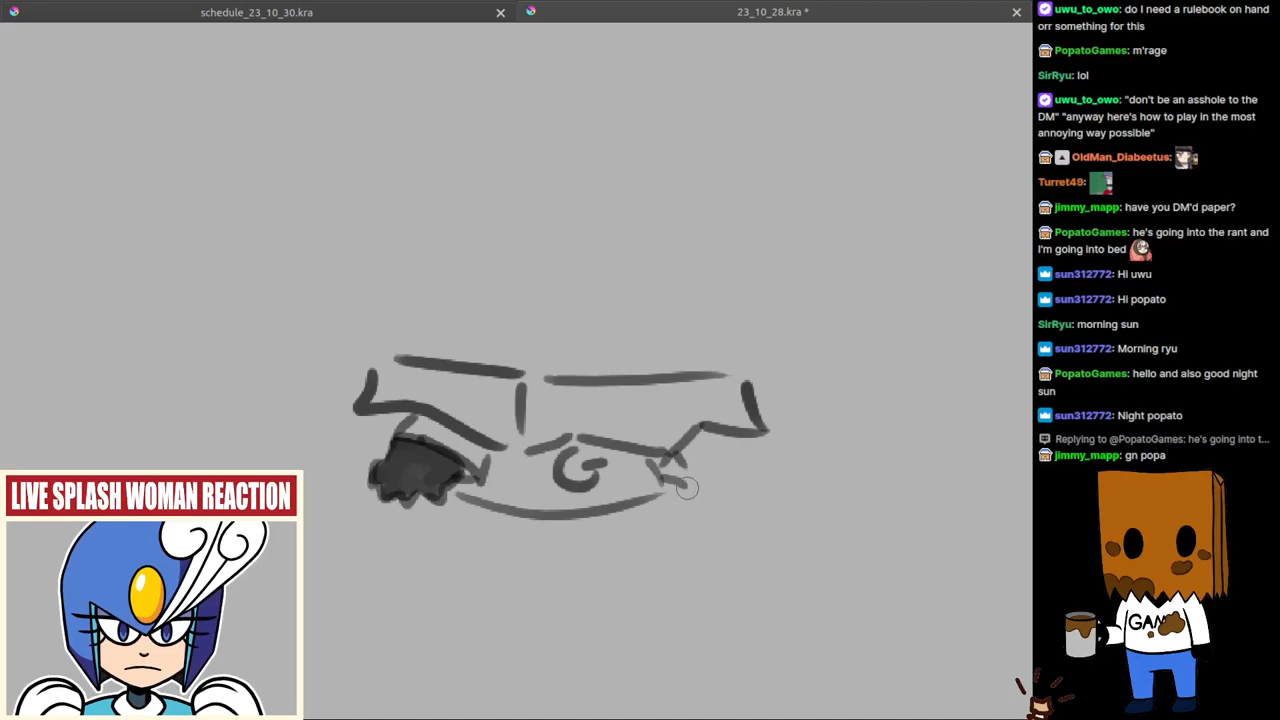 schedule_23_10_30.kra
23_10_28.kra *
uwu_to_owo: do I need a rulebook on hand
orr something for this
PopatoGames: m'rage
SirRyu: lol
uwu_to_owo: "don't be an asshole to the
DM" "anyway here's how to play in the most
annoying way possible"
OldMan_Diabeetus:
Turret49:
jimmy_mapp: have you DM'd paper?
PopatoGames: he's going into the rant and
I'm going into bed
sun312772: Hi uwu
sun312772: Hi popato
SirRyu: morning sun
sun312772: Morning ryu
PopatoGames: hello and also good night
sun
sun312772: Night popato
Replying to @PopatoGames: he's going into t...
jimmy_mapp: gn popa
LIVE SPLASH WOMAN REACTION
G